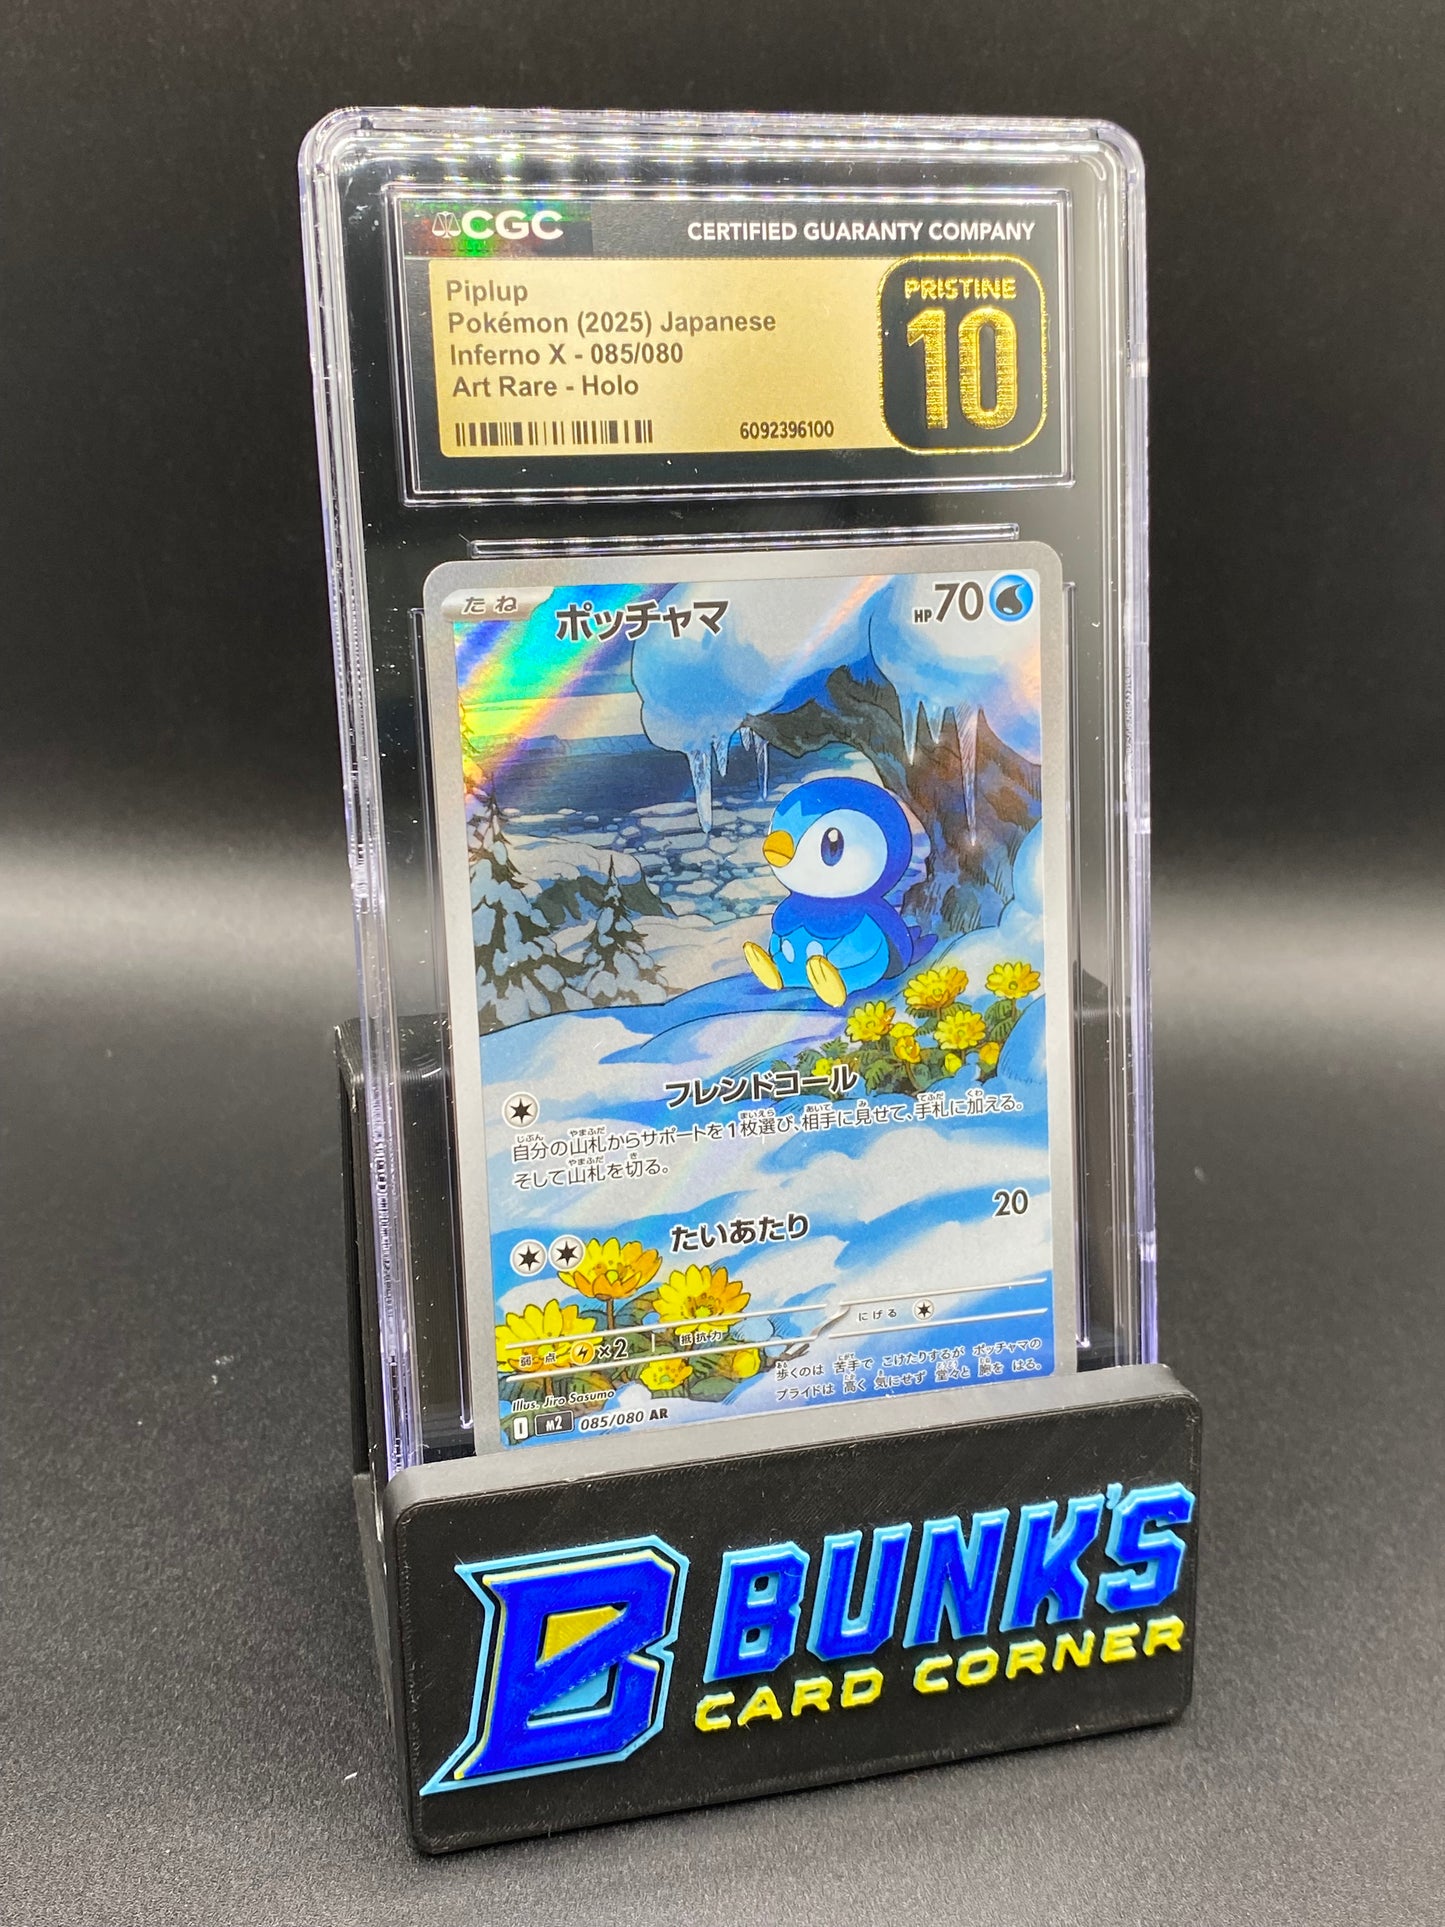 CGC
CERTIFIED GUARANTY COMPANY
Piplup
Pokémon (2025) Japanese
Inferno X - 085/080
Art Rare - Holo
6092396100
PRISTINE
10
たね
ポッチャマ
HP70
フレンドコール
自分の山札からサポートを1枚選び、相手に見せて、手札に加える。
そして山札を切る。
たいあたり
20
弱点 ×2
抵抗力
にげる
歩くのは 苦手で こけたりするが ポッチャマの
プライドは 高く 気にせず 堂々と 胸を はる。
Illus. Jiro Sasumo
M2 085/080 AR
B
BUNK'S
CARD CORNER